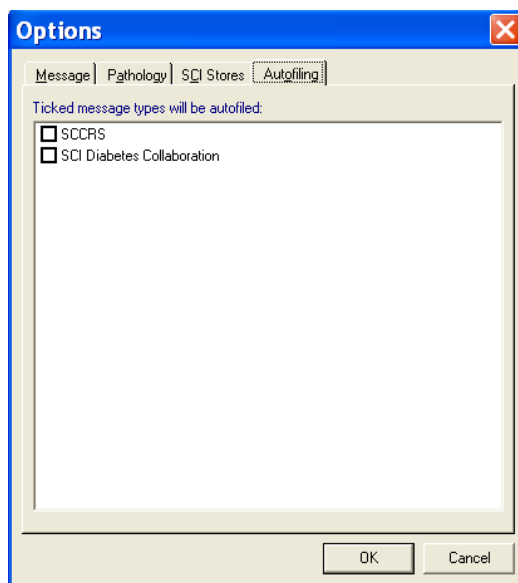 Options
Message Pathology SCI Stores Autofiling
Ticked message types will be autofiled:
SCCRS
SCI Diabetes Collaboration
OK Cancel